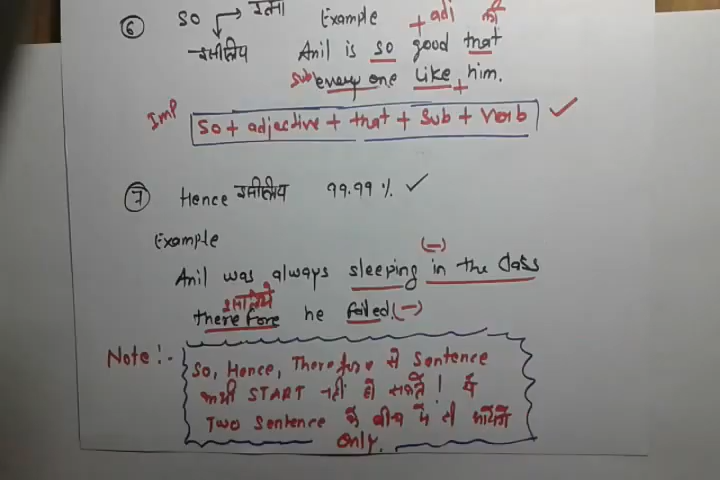 ⑥ so → इतना Example + adj की
इसीलिए Anil is so good that
sub every one like + him.
Imp So + adjective + that + sub + verb ✓
⑦ Hence इसीलिए 99.99 % ✓
Example
(−)
Anil was always sleeping in the class
इसलिये
therefore he failed. (−)
Note :- So, Hence, Therefore से Sentence
कभी START नहीं हो सकते ! ये
Two sentence के बीच में ही आयेंगे
only.